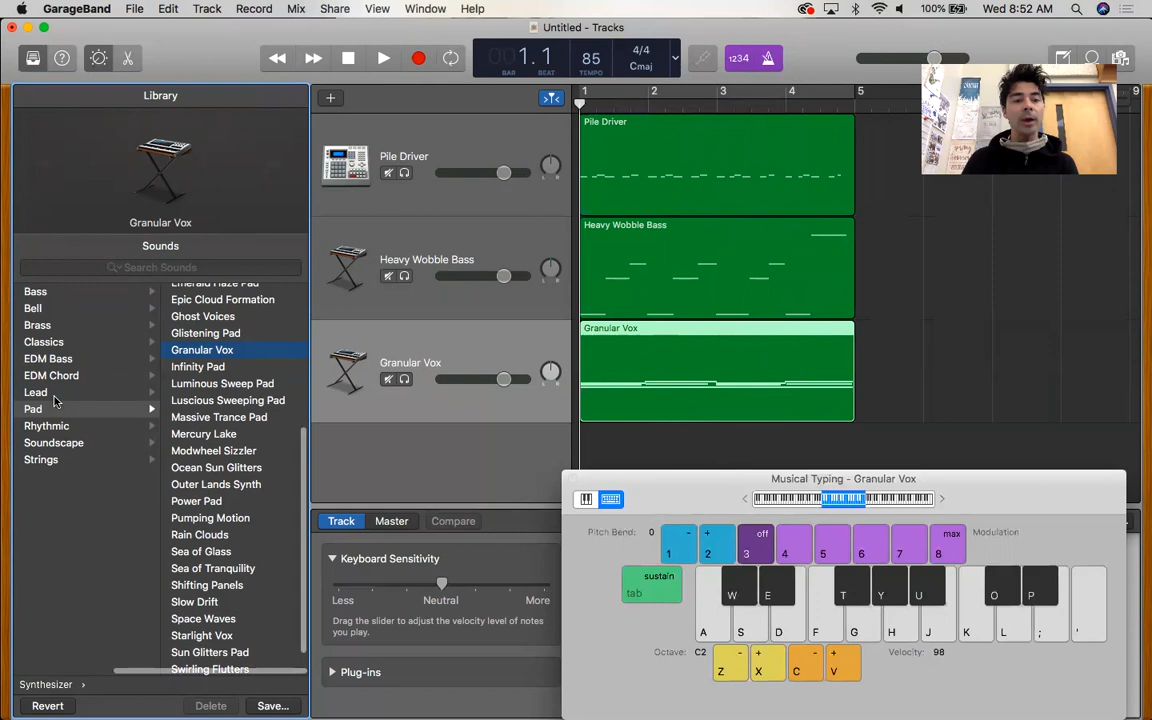 GarageBand File Edit Track Record Mix Share View Window Help 100% Wed 8:52 AM
Untitled - Tracks
1.1
BAR BEAT
85
TEMPO
4/4
Cmaj
1234
Library
Granular Vox
Sounds
Search Sounds
Bass
Bell
Brass
Classics
EDM Bass
EDM Chord
Lead
Pad
Rhythmic
Soundscape
Strings
Emerald Haze Pad
Epic Cloud Formation
Ghost Voices
Glistening Pad
Granular Vox
Infinity Pad
Luminous Sweep Pad
Luscious Sweeping Pad
Massive Trance Pad
Mercury Lake
Modwheel Sizzler
Ocean Sun Glitters
Outer Lands Synth
Power Pad
Pumping Motion
Rain Clouds
Sea of Glass
Sea of Tranquility
Shifting Panels
Slow Drift
Space Waves
Starlight Vox
Sun Glitters Pad
Swirling Flutters
Synthesizer ›
Revert Delete Save...
1 2 3 4 5 9
Pile Driver
L R
Pile Driver
Heavy Wobble Bass
L R
Heavy Wobble Bass
Granular Vox
L R
Granular Vox
Track Master Compare
Keyboard Sensitivity
Less Neutral More
Drag the slider to adjust the velocity level of notes
you play.
Plug-ins
Musical Typing - Granular Vox
Pitch Bend: 0 - + off max Modulation
1 2 3 4 5 6 7 8
sustain
tab
W E T Y U O P
A S D F G H J K L ; '
Octave: C2 - + - + Velocity: 98
Z X C V